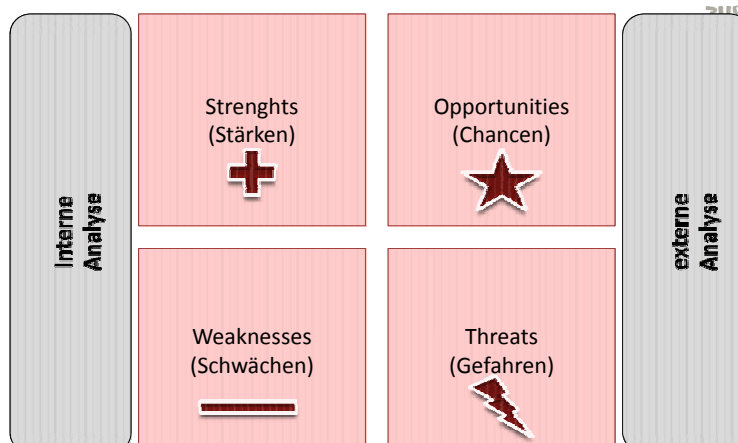 Strenghts
(Stärken)
Opportunities
(Chancen)
Interne
Analyse
externe
Analyse
Weaknesses
(Schwächen)
Threats
(Gefahren)